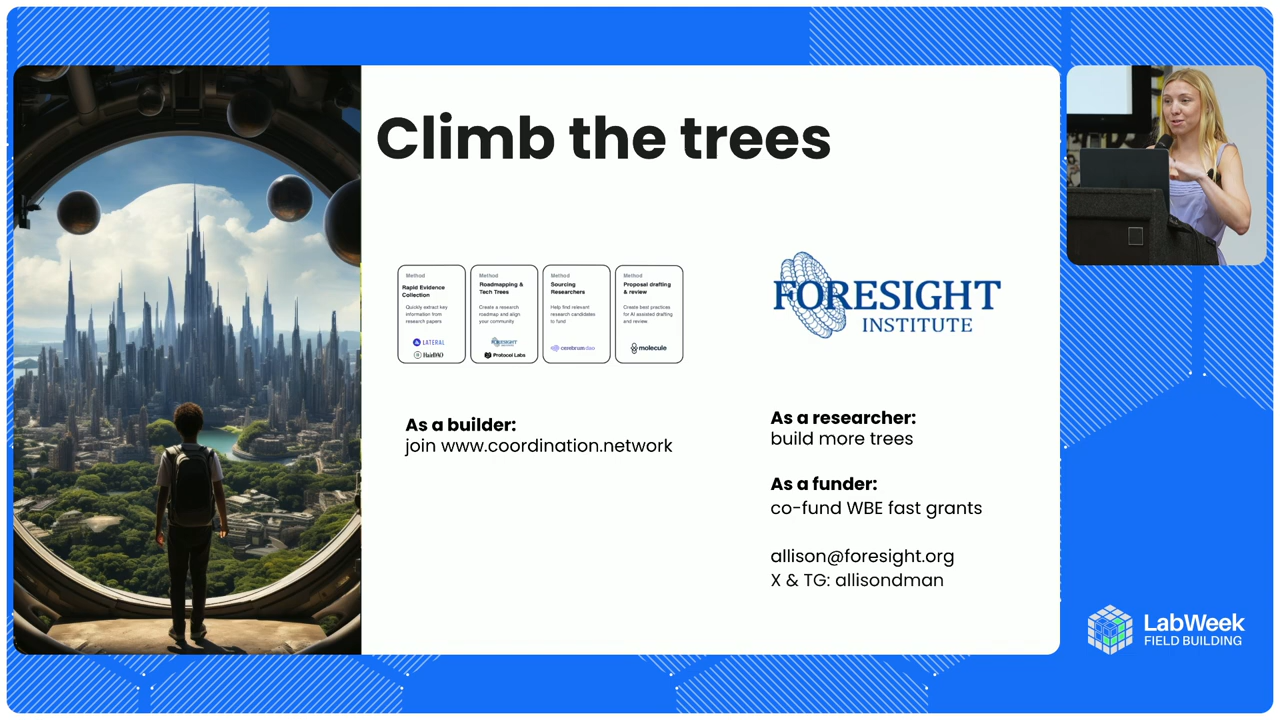 Climb the trees
Method
Rapid Evidence
Collection
Quickly extract key
information from
research papers
LATERAL
HairDAO
Method
Roadmapping &
Tech Trees
Create a research
roadmap and align
your community
FORESIGHT
Protocol Labs
Method
Sourcing
Researchers
Help find relevant
research candidates
to fund
cerebrum dao
Method
Proposal drafting
& review
Create best practices
for AI assisted drafting
and review
molecule
FORESIGHT
INSTITUTE
As a builder:
join www.coordination.network
As a researcher:
build more trees
As a funder:
co-fund WBE fast grants
allison@foresight.org
X & TG: allisondman
LabWeek
FIELD BUILDING